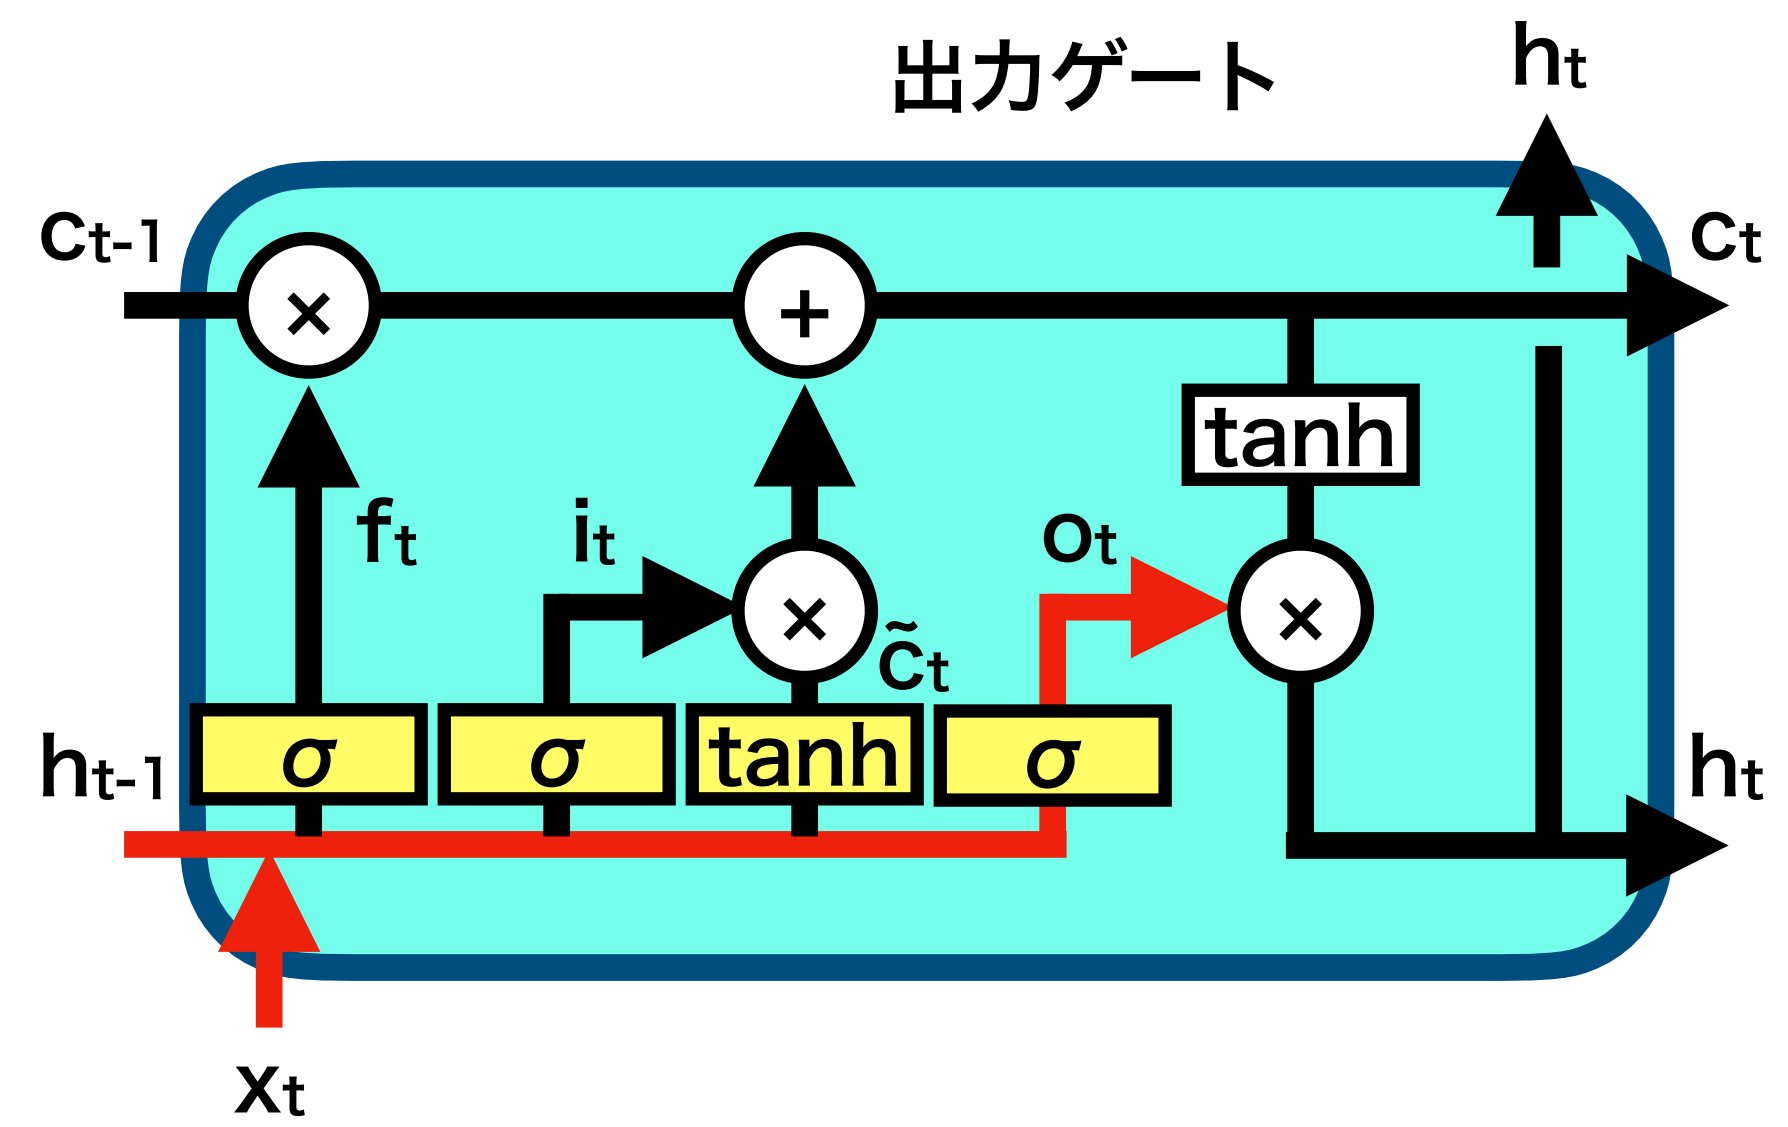 出力ゲート
ht
ct-1
ct
×
+
tanh
ft
it
ot
×
×
c̃t
ht-1
σ
σ
tanh
σ
ht
xt